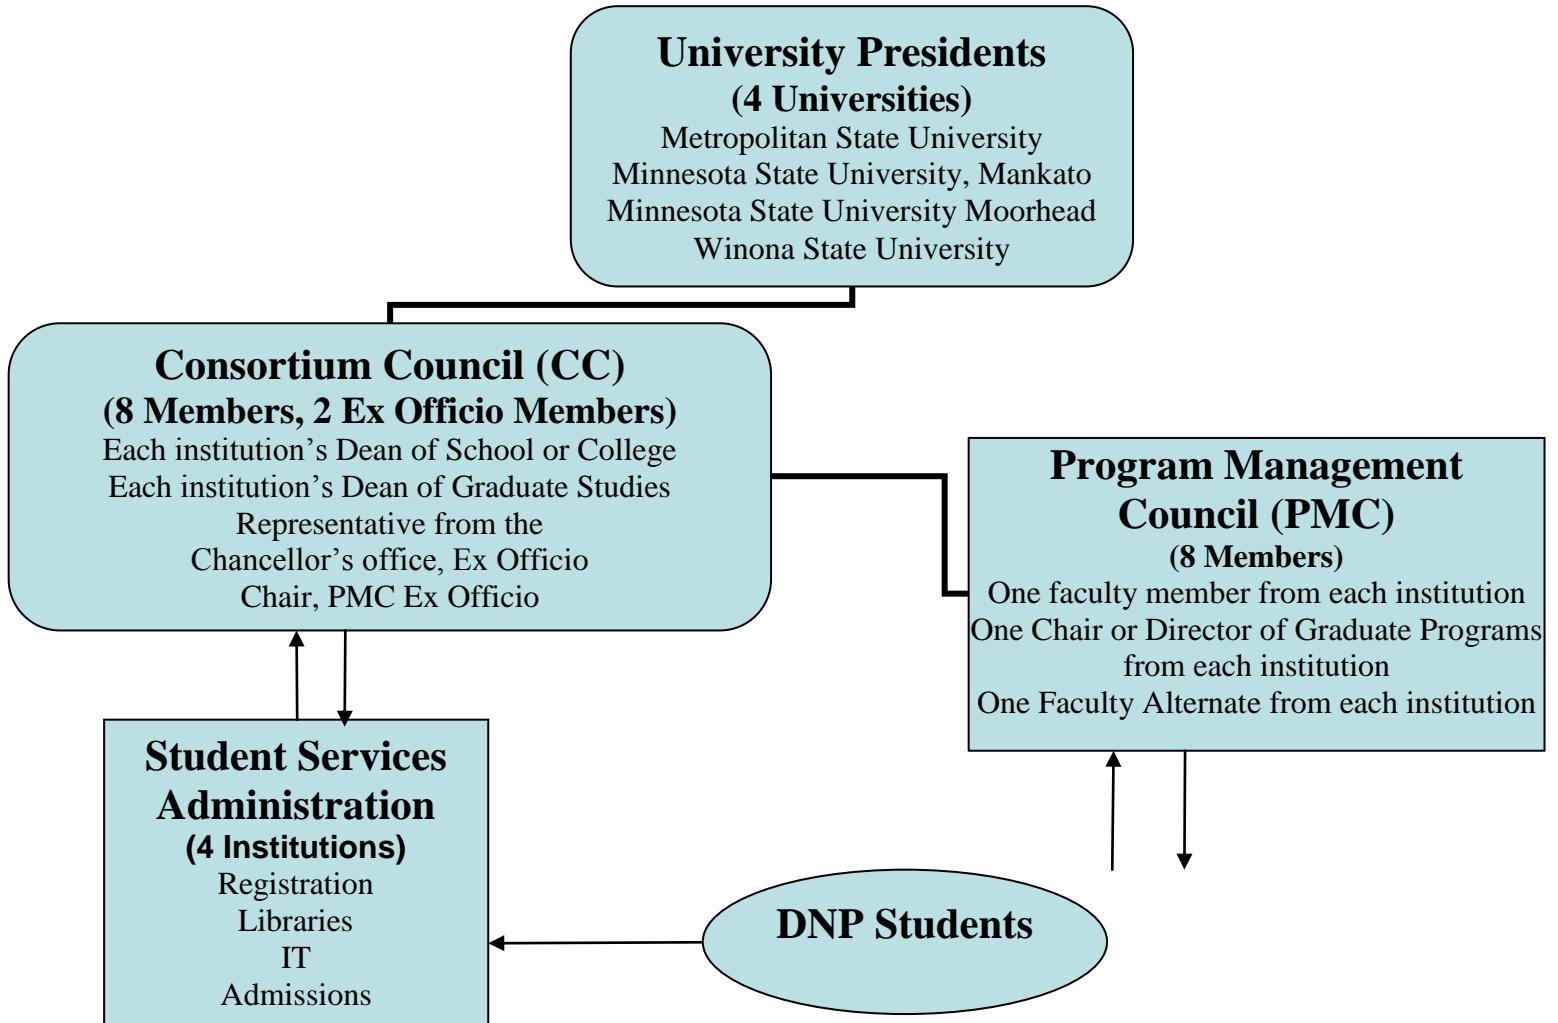 University Presidents
(4 Universities)
Metropolitan State University
Minnesota State University, Mankato
Minnesota State University Moorhead
Winona State University
Consortium Council (CC)
(8 Members, 2 Ex Officio Members)
Each institution’s Dean of School or College
Each institution’s Dean of Graduate Studies
Representative from the
Chancellor’s office, Ex Officio
Chair, PMC Ex Officio
Program Management
Council (PMC)
(8 Members)
One faculty member from each institution
One Chair or Director of Graduate Programs
from each institution
One Faculty Alternate from each institution
Student Services
Administration
(4 Institutions)
Registration
Libraries
IT
Admissions
DNP Students